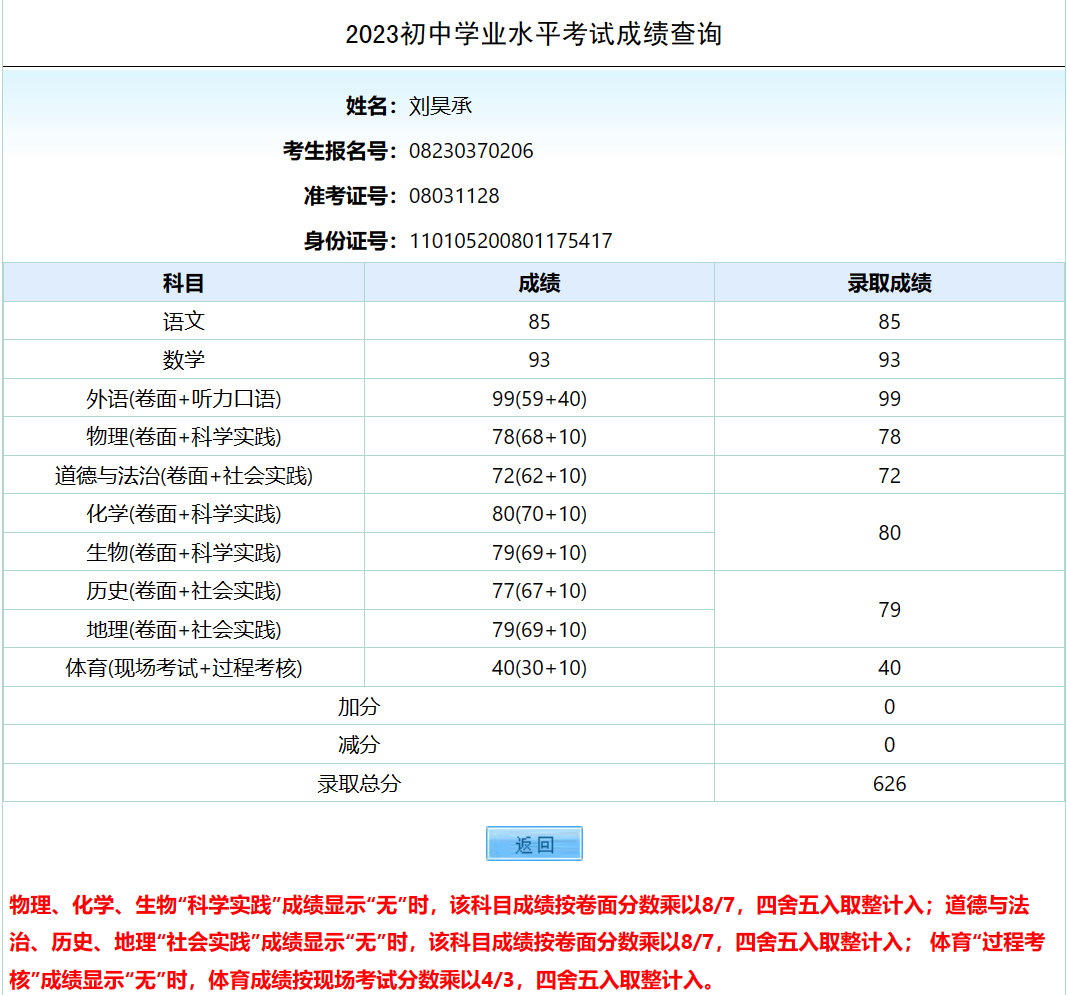 2023初中学业水平考试成绩查询
姓名： 刘昊承
考生报名号： 08230370206
准考证号： 08031128
身份证号： 110105200801175417
科目 成绩 录取成绩
语文 85 85
数学 93 93
外语(卷面+听力口语) 99(59+40) 99
物理(卷面+科学实践) 78(68+10) 78
道德与法治(卷面+社会实践) 72(62+10) 72
化学(卷面+科学实践) 80(70+10)
80
生物(卷面+科学实践) 79(69+10)
历史(卷面+社会实践) 77(67+10)
79
地理(卷面+社会实践) 79(69+10)
体育(现场考试+过程考核) 40(30+10) 40
加分 0
减分 0
录取总分 626
返回
物理、化学、生物“科学实践”成绩显示“无”时，该科目成绩按卷面分数乘以8/7，四舍五入取整计入；道德与法
治、历史、地理“社会实践”成绩显示“无”时，该科目成绩按卷面分数乘以8/7，四舍五入取整计入； 体育“过程考
核”成绩显示“无”时，体育成绩按现场考试分数乘以4/3，四舍五入取整计入。